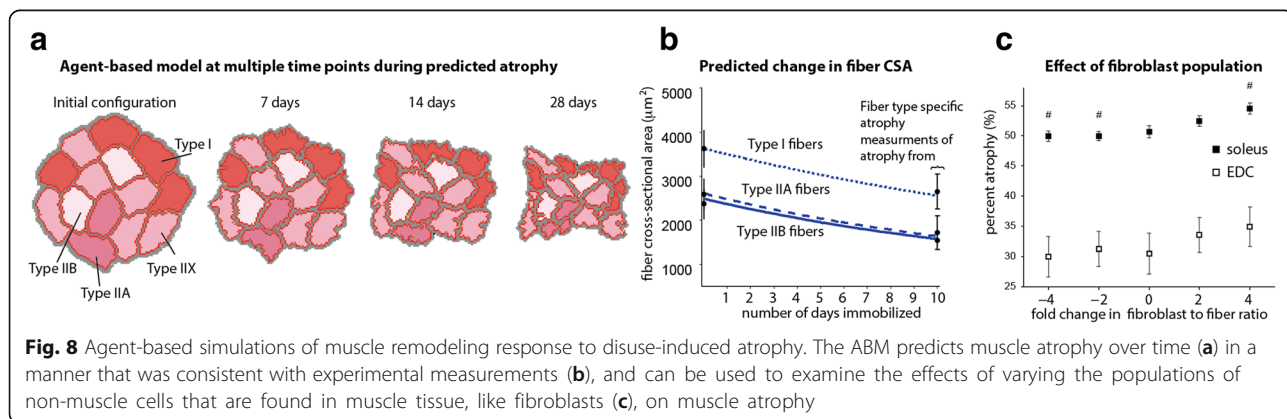 a
Agent-based model at multiple time points during predicted atrophy
Initial configuration
7 days
14 days
28 days
Type I
Type IIB
Type IIA
Type IIX
b
Predicted change in fiber CSA
fiber cross-sectional area (μm²)
5000
4000
3000
2000
1000
Type I fibers
Type IIA fibers
Type IIB fibers
Fiber type specific
atrophy
measurments of
atrophy from
1 2 3 4 5 6 7 8 9 10
number of days immobilized
c
Effect of fibroblast population
percent atrophy (%)
55
50
45
40
35
30
25
# # #
soleus
EDC
−4 −2 0 2 4
fold change in fibroblast to fiber ratio
Fig. 8 Agent-based simulations of muscle remodeling response to disuse-induced atrophy. The ABM predicts muscle atrophy over time (a) in a
manner that was consistent with experimental measurements (b), and can be used to examine the effects of varying the populations of
non-muscle cells that are found in muscle tissue, like fibroblasts (c), on muscle atrophy